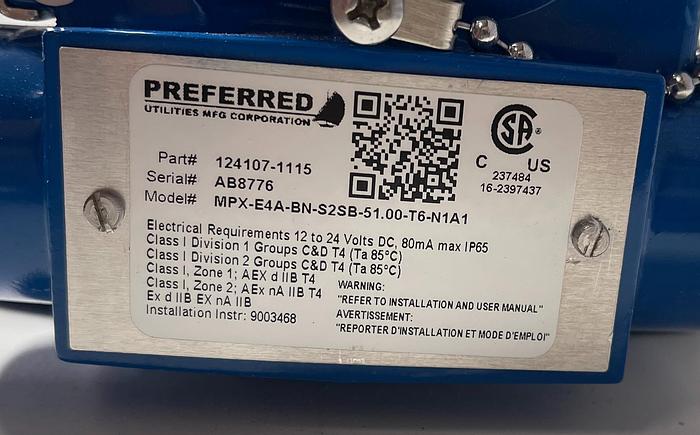 PREFERRED
UTILITIES MFG CORPORATION
Part# 124107-1115
Serial# AB8776
Model# MPX-E4A-BN-S2SB-51.00-T6-N1A1
CSA®
C US
237484
16-2397437
Electrical Requirements 12 to 24 Volts DC, 80mA max IP65
Class I Division 1 Groups C&D T4 (Ta 85°C)
Class I Division 2 Groups C&D T4 (Ta 85°C)
Class I, Zone 1; AEx d IIB T4
Class I, Zone 2; AEx nA IIB T4
Ex d IIB EX nA IIB
Installation Instr: 9003468
WARNING:
"REFER TO INSTALLATION AND USER MANUAL"
AVERTISSEMENT:
"REPORTER D'INSTALLATION ET MODE D'EMPLOI"